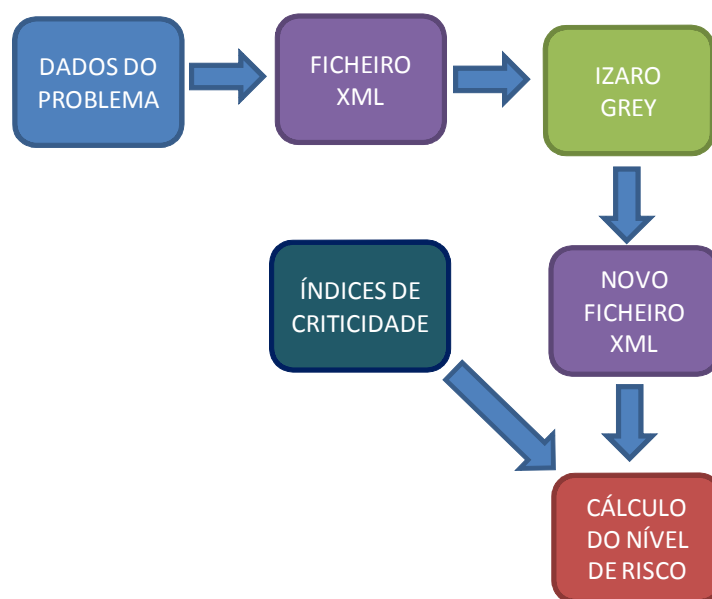 DADOS DO
PROBLEMA
FICHEIRO
XML
IZARO
GREY
ÍNDICES DE
CRITICIDADE
NOVO
FICHEIRO
XML
CÁLCULO
DO NÍVEL
DE RISCO